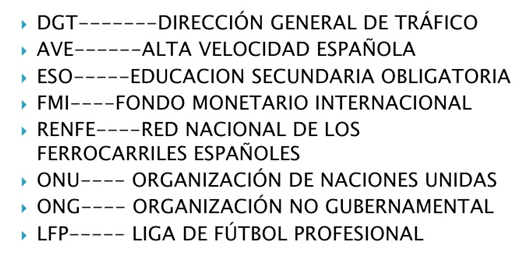 DGT-------DIRECCIÓN GENERAL DE TRÁFICO
AVE------ALTA VELOCIDAD ESPAÑOLA
ESO-----EDUCACION SECUNDARIA OBLIGATORIA
FMI----FONDO MONETARIO INTERNACIONAL
RENFE----RED NACIONAL DE LOS
FERROCARRILES ESPAÑOLES
ONU---- ORGANIZACIÓN DE NACIONES UNIDAS
ONG---- ORGANIZACIÓN NO GUBERNAMENTAL
LFP----- LIGA DE FÚTBOL PROFESIONAL